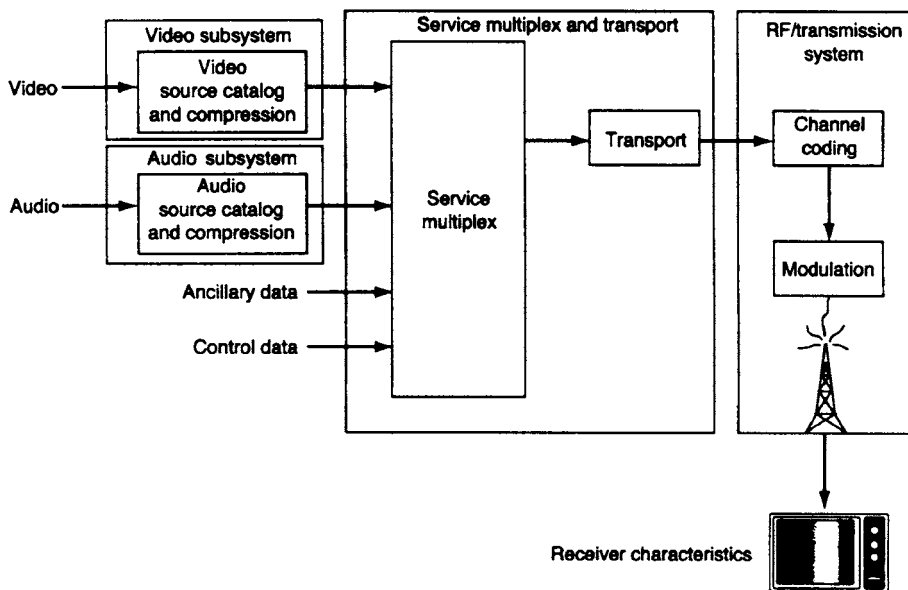 Video subsystem
Video
Video
source catalog
and compression
Audio subsystem
Audio
Audio
source catalog
and compression
Ancillary data
Control data
Service multiplex and transport
Service
multiplex
Transport
RF/transmission
system
Channel
coding
Modulation
Receiver characteristics